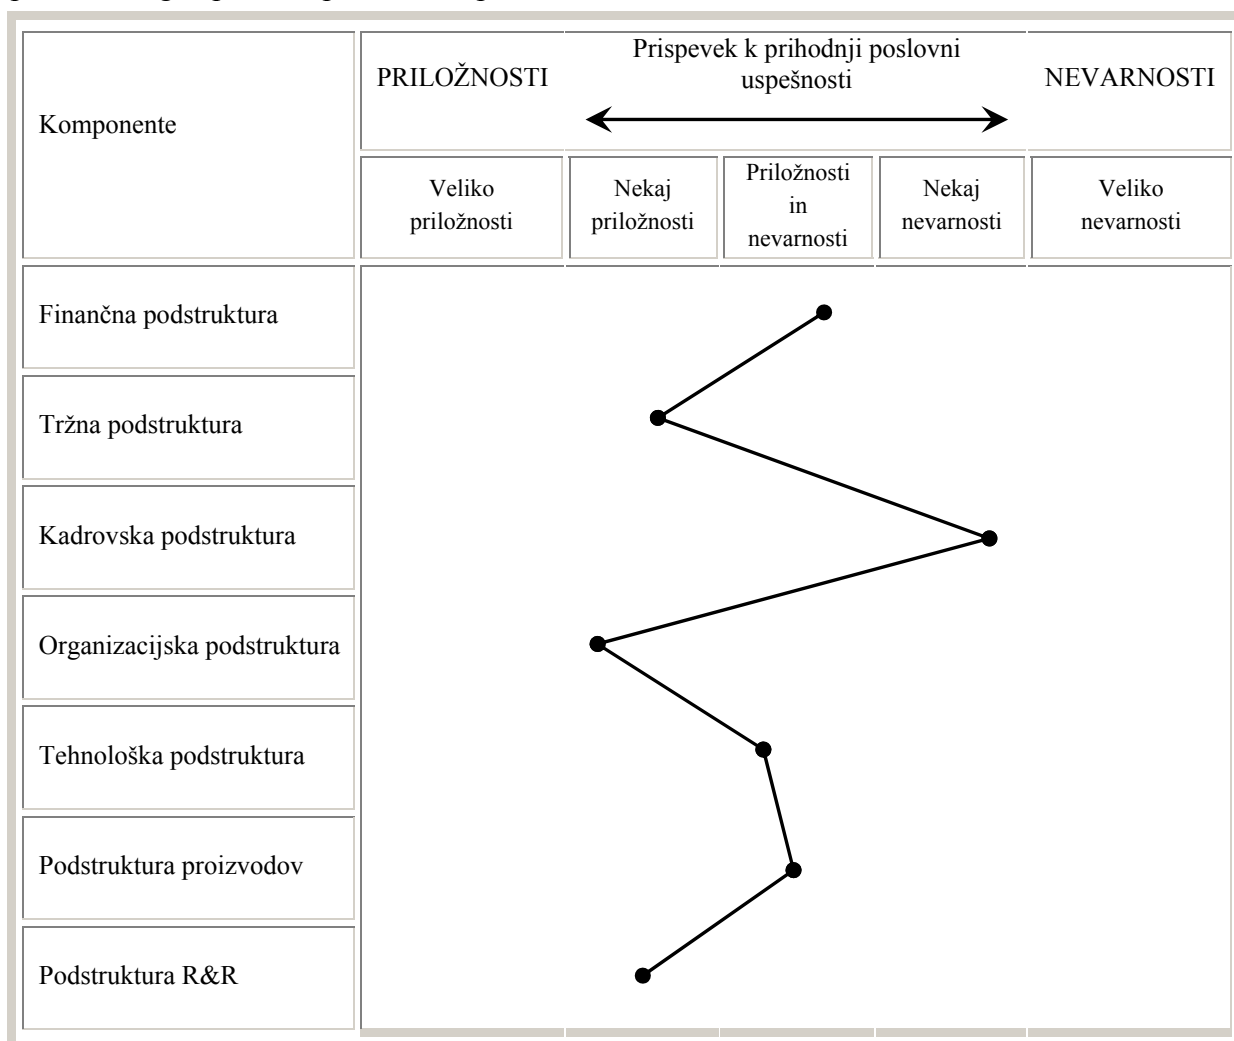 Komponente
PRILOŽNOSTI
Prispevek k prihodnji poslovni
uspešnosti
NEVARNOSTI
Veliko
priložnosti
Nekaj
priložnosti
Priložnosti
in
nevarnosti
Nekaj
nevarnosti
Veliko
nevarnosti
Finančna podstruktura
Tržna podstruktura
Kadrovska podstruktura
Organizacijska podstruktura
Tehnološka podstruktura
Podstruktura proizvodov
Podstruktura R&R